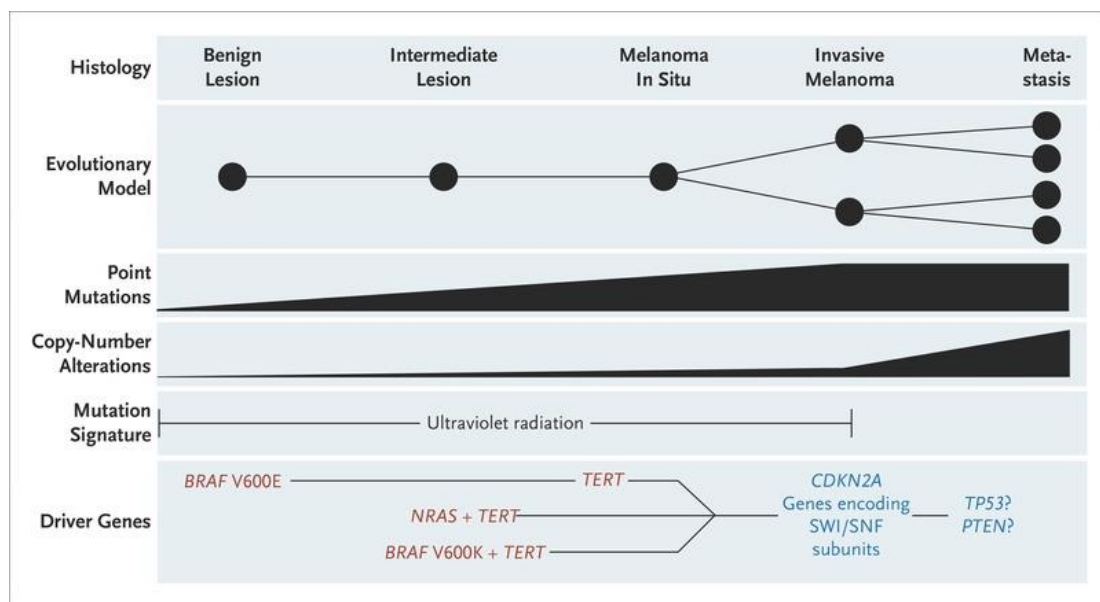 Histology
Benign
Lesion
Intermediate
Lesion
Melanoma
In Situ
Invasive
Melanoma
Meta-
stasis
Evolutionary
Model
Point
Mutations
Copy-Number
Alterations
Mutation
Signature
Ultraviolet radiation
Driver Genes
BRAF V600E
TERT
NRAS + TERT
BRAF V600K + TERT
CDKN2A
Genes encoding
SWI/SNF
subunits
TP53?
PTEN?